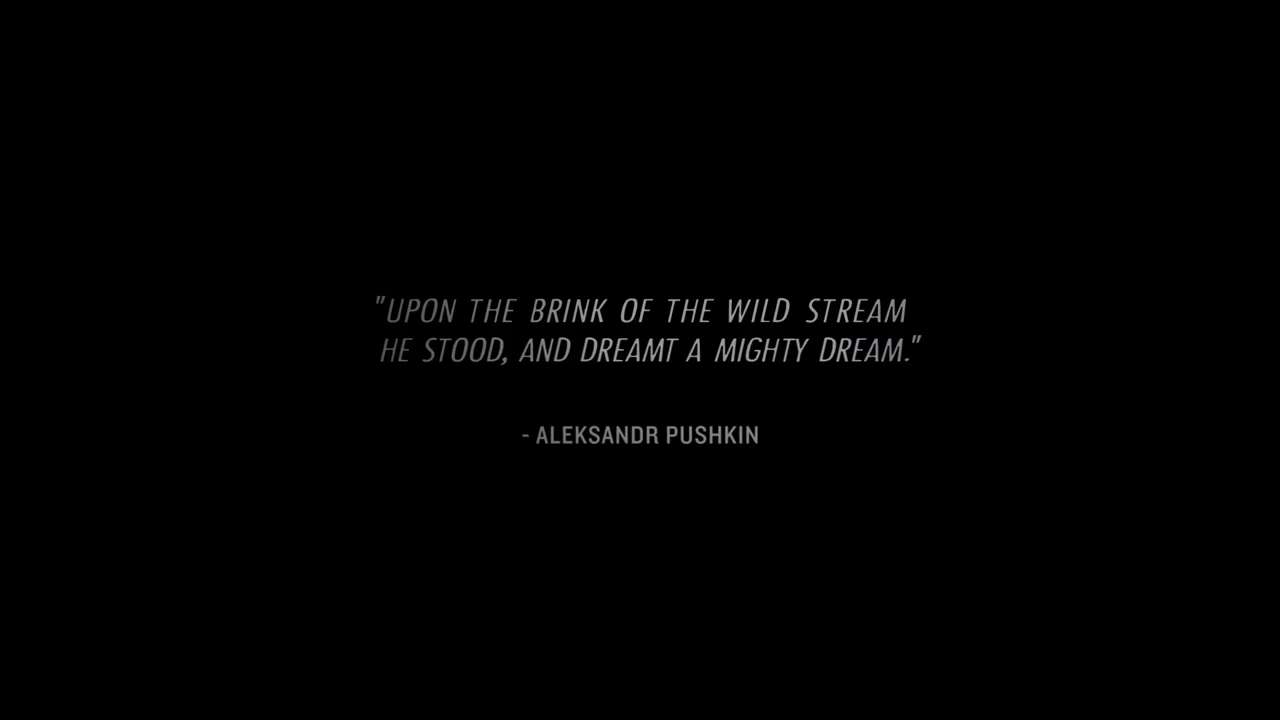 "UPON THE BRINK OF THE WILD STREAM
HE STOOD, AND DREAMT A MIGHTY DREAM."
- ALEKSANDR PUSHKIN